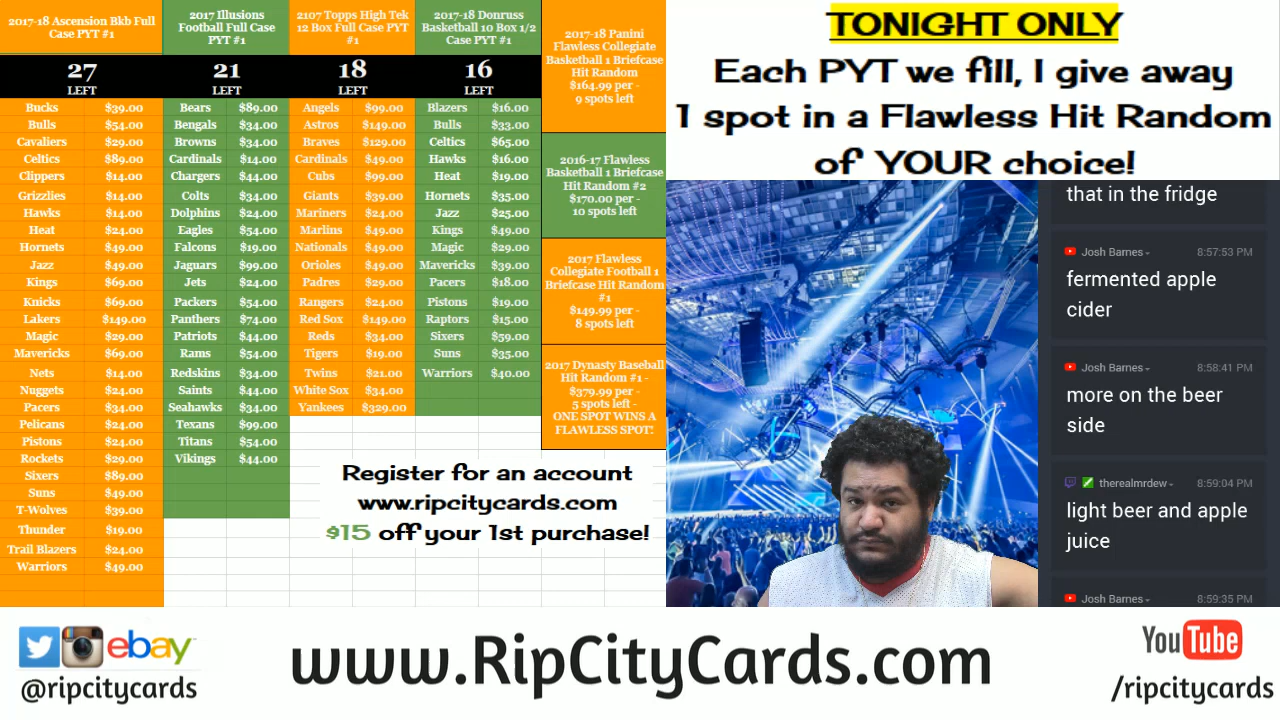 2017-18 Ascension Bkb Full
Case PYT #1
27
LEFT
Bucks $39.00
Bulls $54.00
Cavaliers $29.00
Celtics $89.00
Clippers $14.00
Grizzlies $14.00
Hawks $14.00
Heat $24.00
Hornets $49.00
Jazz $49.00
Kings $69.00
Knicks $69.00
Lakers $149.00
Magic $29.00
Mavericks $69.00
Nets $14.00
Nuggets $24.00
Pacers $34.00
Pelicans $24.00
Pistons $24.00
Rockets $29.00
Sixers $89.00
Suns $49.00
T-Wolves $39.00
Thunder $19.00
Trail Blazers $24.00
Warriors $49.00
2017 Illusions
Football Full Case
PYT #1
21
LEFT
Bears $89.00
Bengals $34.00
Browns $34.00
Cardinals $14.00
Chargers $44.00
Colts $34.00
Dolphins $24.00
Eagles $54.00
Falcons $19.00
Jaguars $99.00
Jets $24.00
Packers $54.00
Panthers $74.00
Patriots $44.00
Rams $54.00
Redskins $34.00
Saints $44.00
Seahawks $34.00
Texans $99.00
Titans $54.00
Vikings $44.00
2107 Topps High Tek
12 Box Full Case PYT
#1
18
LEFT
Angels $99.00
Astros $149.00
Braves $129.00
Cardinals $49.00
Cubs $99.00
Giants $39.00
Mariners $24.00
Marlins $49.00
Nationals $49.00
Orioles $49.00
Padres $29.00
Rangers $24.00
Red Sox $149.00
Reds $34.00
Tigers $19.00
Twins $21.00
White Sox $34.00
Yankees $329.00
2017-18 Donruss
Basketball 10 Box 1/2
Case PYT #1
16
LEFT
Blazers $16.00
Bulls $33.00
Celtics $65.00
Hawks $16.00
Heat $19.00
Hornets $35.00
Jazz $25.00
Kings $49.00
Magic $29.00
Mavericks $39.00
Pacers $18.00
Pistons $19.00
Raptors $15.00
Sixers $59.00
Suns $35.00
Warriors $40.00
2017-18 Panini
Flawless Collegiate
Basketball 1 Briefcase
Hit Random
$164.99 per -
9 spots left
2016-17 Flawless
Basketball 1 Briefcase
Hit Random #2
$170.00 per -
10 spots left
2017 Flawless
Collegiate Football 1
Briefcase Hit Random
#1
$149.99 per -
8 spots left
2017 Dynasty Baseball
Hit Random #1 -
$379.99 per -
5 spots left -
ONE SPOT WINS A
FLAWLESS SPOT!
Register for an account
www.ripcitycards.com
$15 off your 1st purchase!
TONIGHT ONLY
Each PYT we fill, I give away
1 spot in a Flawless Hit Random
of YOUR choice!
that in the fridge
Josh Barnes 8:57:53 PM
fermented apple
cider
Josh Barnes 8:58:41 PM
more on the beer
side
therealmrdew 8:59:04 PM
light beer and apple
juice
Josh Barnes 8:59:35 PM
ebay
@ripcitycards
www.RipCityCards.com
YouTube
/ripcitycards